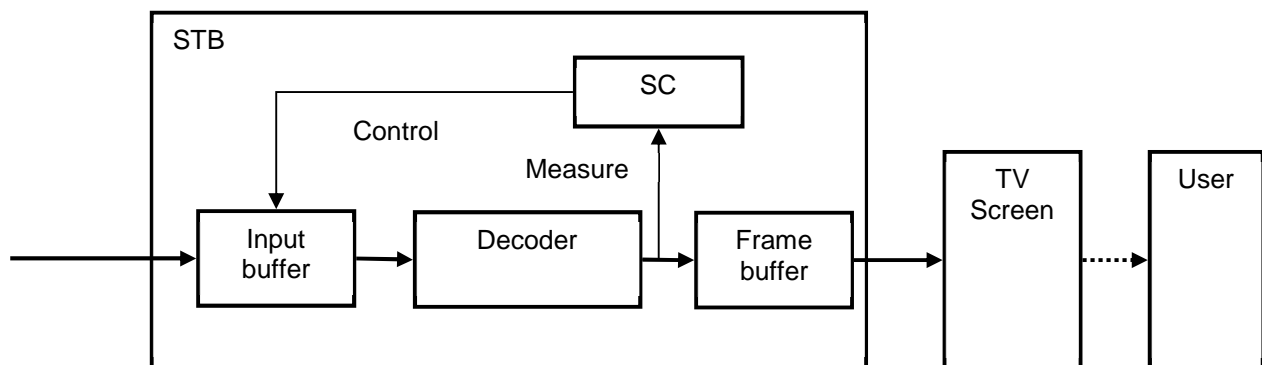 STB
SC
Control
Measure
TV
Screen
User
Input
buffer
Decoder
Frame
buffer